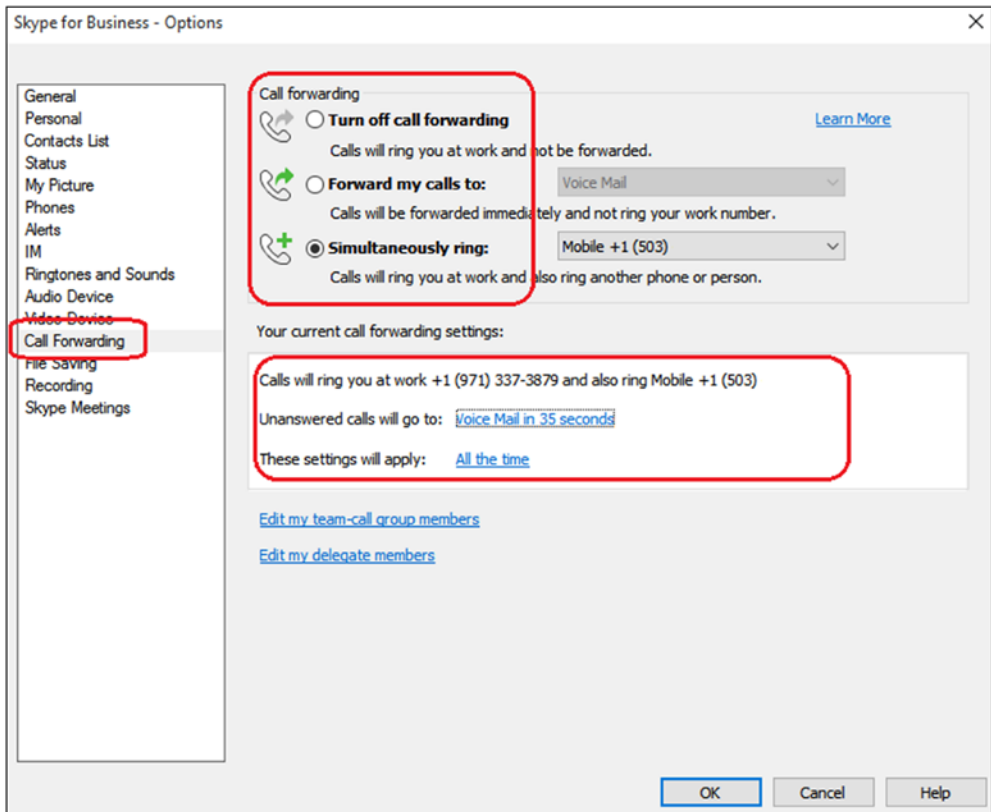 Skype for Business - Options
General
Personal
Contacts List
Status
My Picture
Phones
Alerts
IM
Ringtones and Sounds
Audio Device
Video Device
Call Forwarding
File Saving
Recording
Skype Meetings
Call forwarding
Turn off call forwarding
Learn More
Calls will ring you at work and not be forwarded.
Forward my calls to: Voice Mail
Calls will be forwarded immediately and not ring your work number.
Simultaneously ring: Mobile +1 (503)
Calls will ring you at work and also ring another phone or person.
Your current call forwarding settings:
Calls will ring you at work +1 (971) 337-3879 and also ring Mobile +1 (503)
Unanswered calls will go to: Voice Mail in 35 seconds
These settings will apply: All the time
Edit my team-call group members
Edit my delegate members
OK Cancel Help